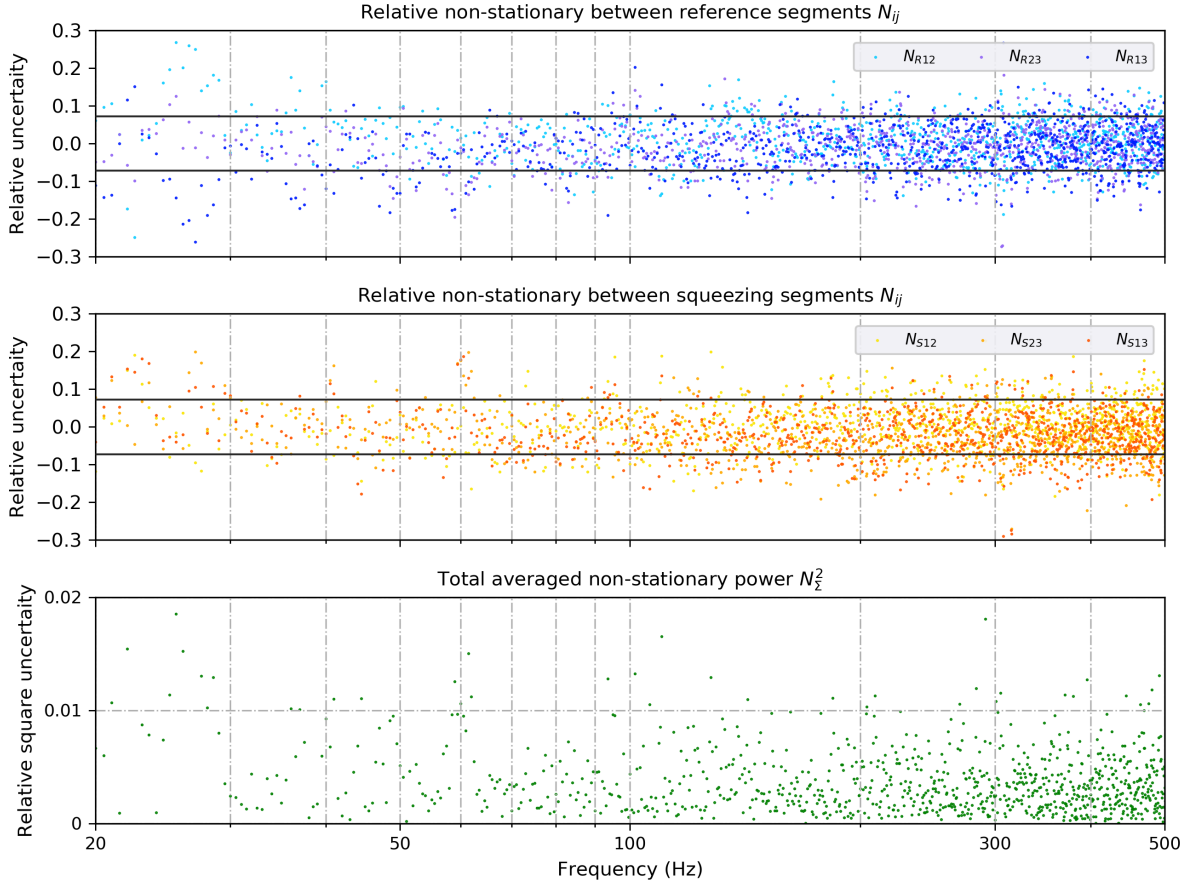 Relative non-stationary between reference segments N_ij
0.3
0.2
0.1
0.0
−0.1
−0.2
−0.3
Relative uncertaity
N_R12 N_R23 N_R13
Relative non-stationary between squeezing segments N_ij
0.3
0.2
0.1
0.0
−0.1
−0.2
−0.3
Relative uncertaity
N_S12 N_S23 N_S13
Total averaged non-stationary power N_Σ^2
0.02
0.01
0
Relative square uncertaity
20 50 100 300 500
Frequency (Hz)